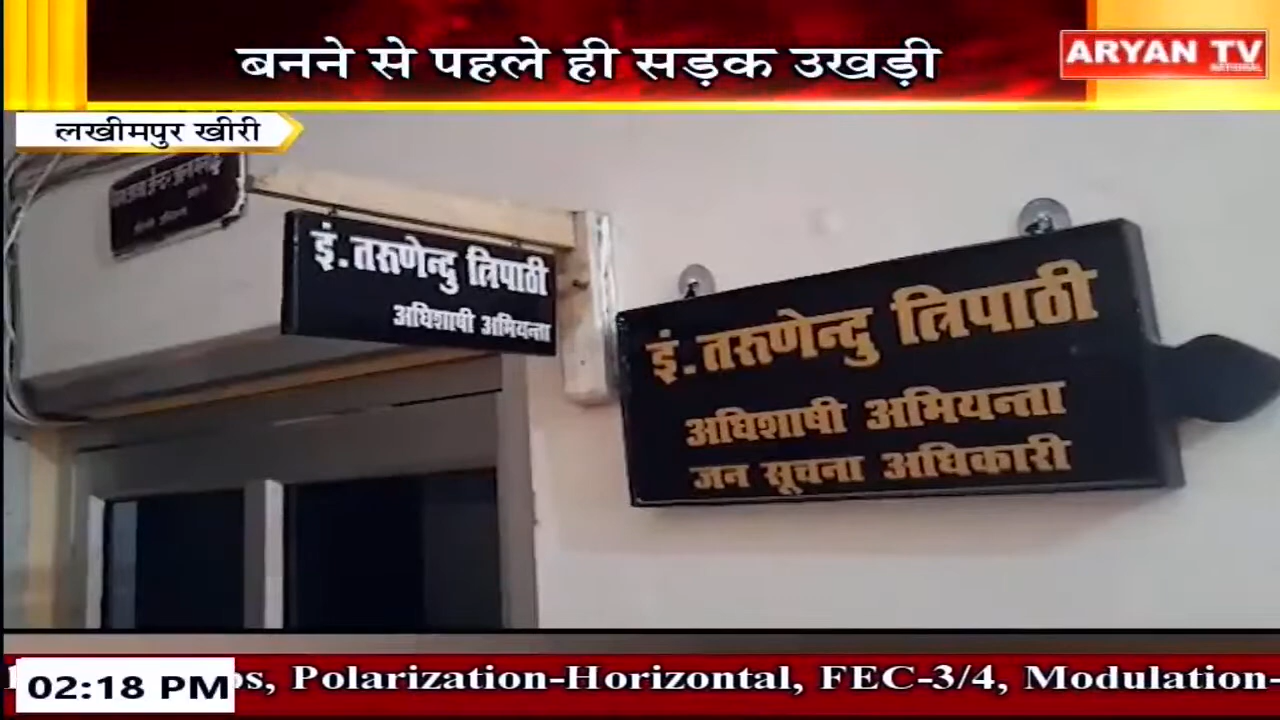 बनने से पहले ही सड़क उखड़ी
ARYAN TV
NATIONAL
लखीमपुर खीरी
इं. तरुणेन्दु त्रिपाठी
अधिशाषी अभियन्ता
इं. तरुणेन्दु त्रिपाठी
अधिशाषी अभियन्ता
जन सूचना अधिकारी
02:18 PM
s, Polarization-Horizontal, FEC-3/4, Modulation-